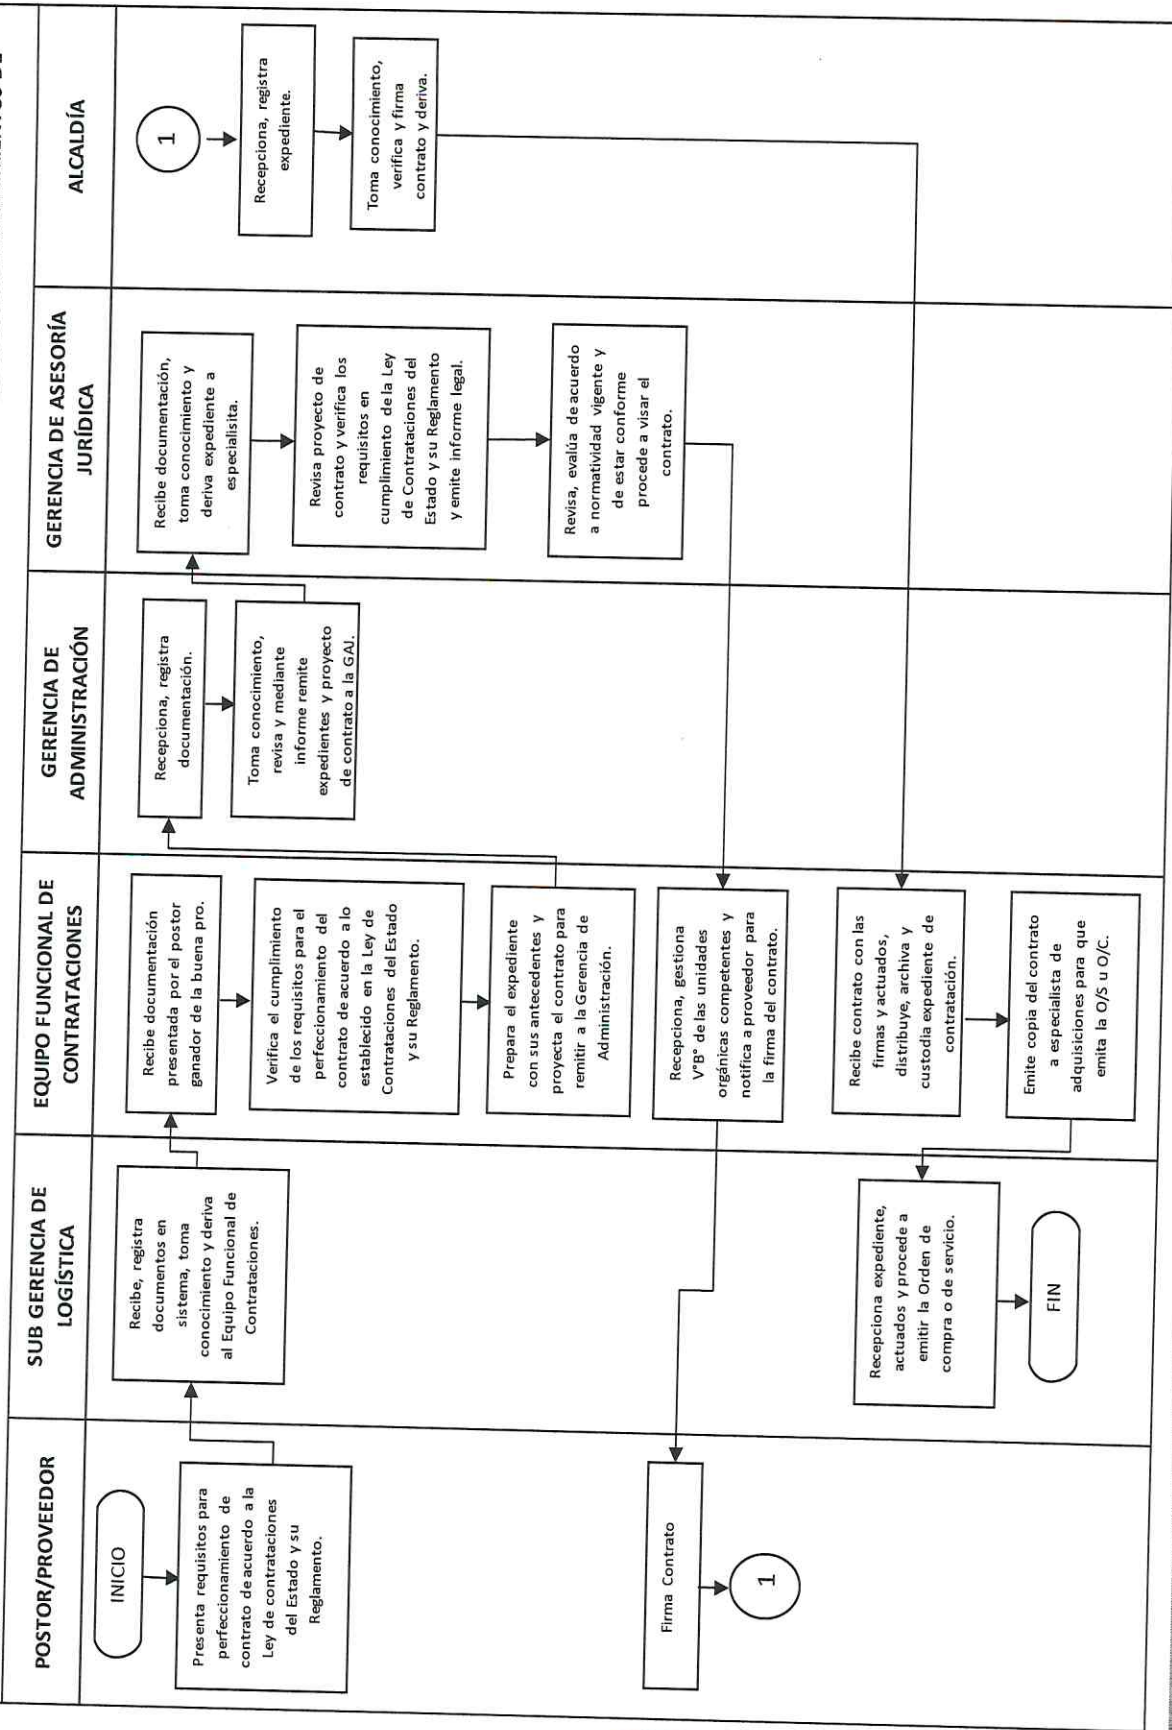 POSTOR/PROVEEDOR
INICIO
Presenta requisitos para
perfeccionamiento de
contrato de acuerdo a la
Ley de contrataciones
del Estado y su
Reglamento.
Firma Contrato
1
SUB GERENCIA DE
LOGÍSTICA
Recibe, registra
documentos en
sistema, toma
conocimiento y deriva
al Equipo Funcional de
Contrataciones.
Recepciona expediente,
actuados y procede a
emitir la Orden de
compra o de servicio.
FIN
EQUIPO FUNCIONAL DE
CONTRATACIONES
Recibe documentación
presentada por el postor
ganador de la buena pro.
Verifica el cumplimiento
de los requisitos para el
perfeccionamiento del
contrato de acuerdo a lo
establecido en la Ley de
Contrataciones del Estado
y su Reglamento.
Prepara el expediente
con sus antecedentes y
proyecta el contrato para
remitir a la Gerencia de
Administración.
Recepciona, gestiona
V°B° de las unidades
orgánicas competentes y
notifica a proveedor para
la firma del contrato.
Recibe contrato con las
firmas y actuados,
distribuye, archiva y
custodia expediente de
contratación.
Emite copia del contrato
a especialista de
adquisiciones para que
emita la O/S u O/C.
GERENCIA DE
ADMINISTRACIÓN
Recepciona, registra
documentación.
Toma conocimiento,
revisa y mediante
informe remite
expedientes y proyecto
de contrato a la GAJ.
GERENCIA DE ASESORÍA
JURÍDICA
Recibe documentación,
toma conocimiento y
deriva expediente a
especialisita.
Revisa proyecto de
contrato y verifica los
requisitos en
cumplimiento de la Ley
de Contrataciones del
Estado y su Reglamento
y emite informe legal.
Revisa, evalúa de acuerdo
a normatividad vigente y
de estar conforme
procede a visar el
contrato.
ALCALDÍA
1
Recepciona, registra
expediente.
Toma conocimiento,
verifica y firma
contrato y deriva.